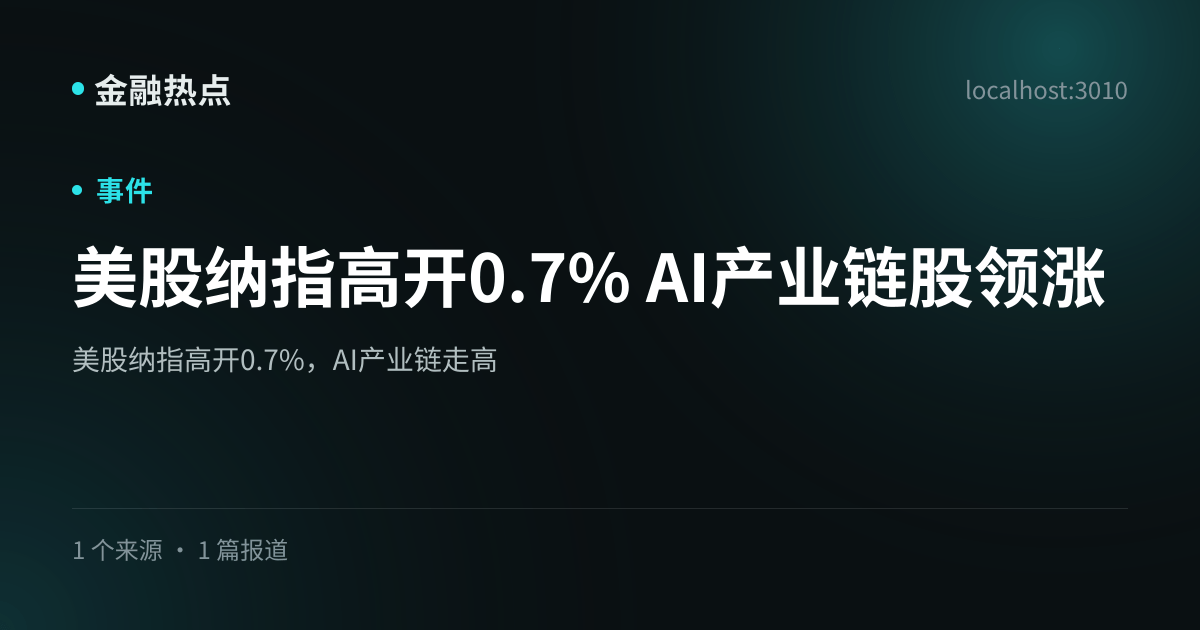 金融热点
localhost:3010
事件
美股纳指高开0.7% AI产业链股领涨
美股纳指高开0.7%，AI产业链走高
1 个来源 · 1 篇报道